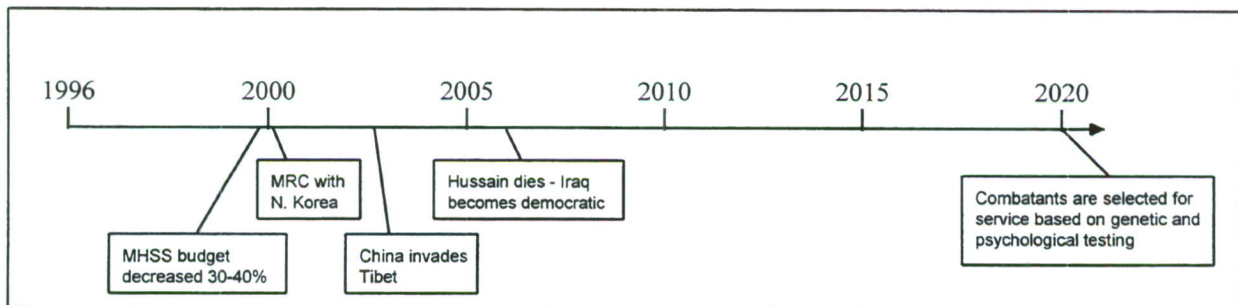 1996
2000
2005
2010
2015
2020
MRC with
N. Korea
Hussain dies - Iraq
becomes democratic
Combatants are selected for
service based on genetic and
psychological testing
MHSS budget
decreased 30-40%
China invades
Tibet